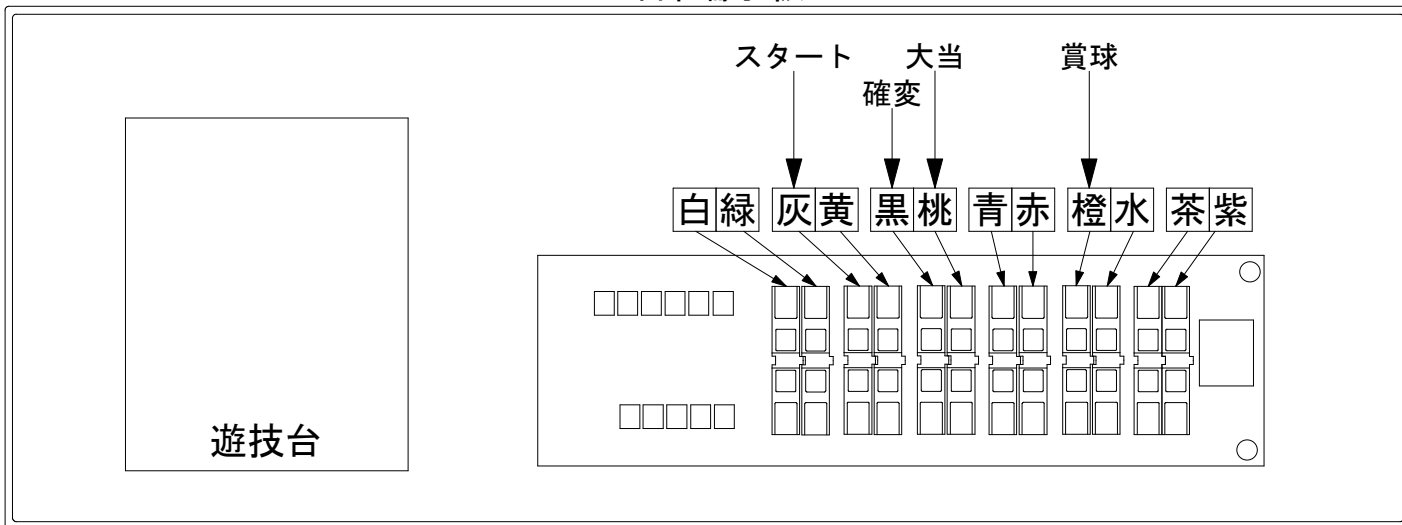 スタート 大当 賞球
確変
白 緑 灰 黄 黒 桃 青 赤 橙 水 茶 紫
遊技台